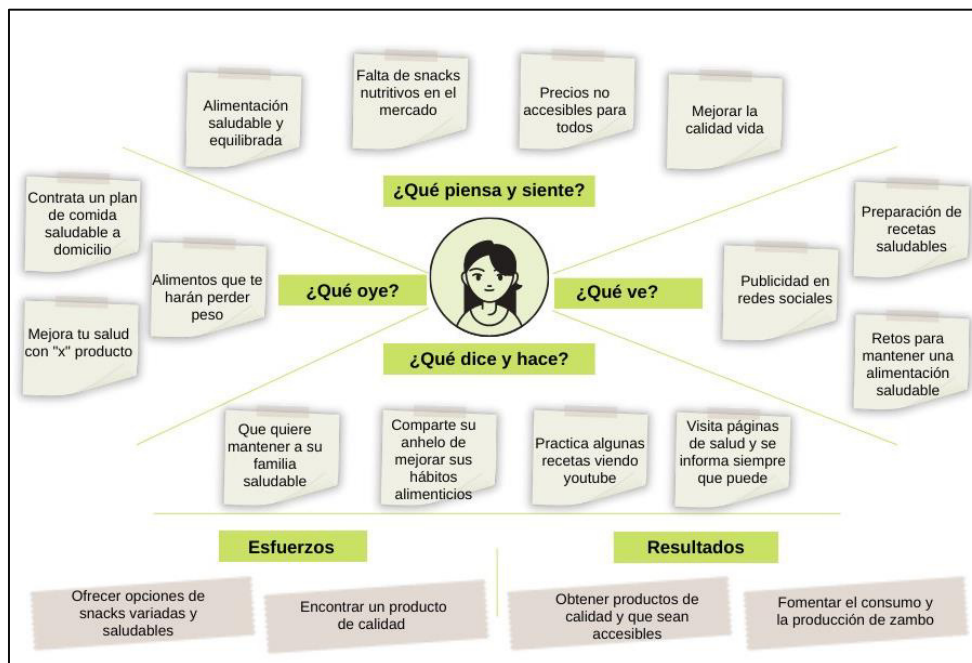 Alimentación
saludable y
equilibrada
Falta de snacks
nutritivos en el
mercado
Precios no
accesibles para
todos
Mejorar la
calidad vida
¿Qué piensa y siente?
Contrata un plan
de comida
saludable a
domicilio
Alimentos que te
harán perder
peso
Mejora tu salud
con "x" producto
¿Qué oye?
¿Qué ve?
Publicidad en
redes sociales
Preparación de
recetas
saludables
Retos para
mantener una
alimentación
saludable
¿Qué dice y hace?
Que quiere
mantener a su
familia
saludable
Comparte su
anhelo de
mejorar sus
hábitos
alimenticios
Practica algunas
recetas viendo
youtube
Visita páginas
de salud y se
informa siempre
que puede
Esfuerzos
Ofrecer opciones de
snacks variadas y
saludables
Encontrar un producto
de calidad
Resultados
Obtener productos de
calidad y que sean
accesibles
Fomentar el consumo y
la producción de zambo